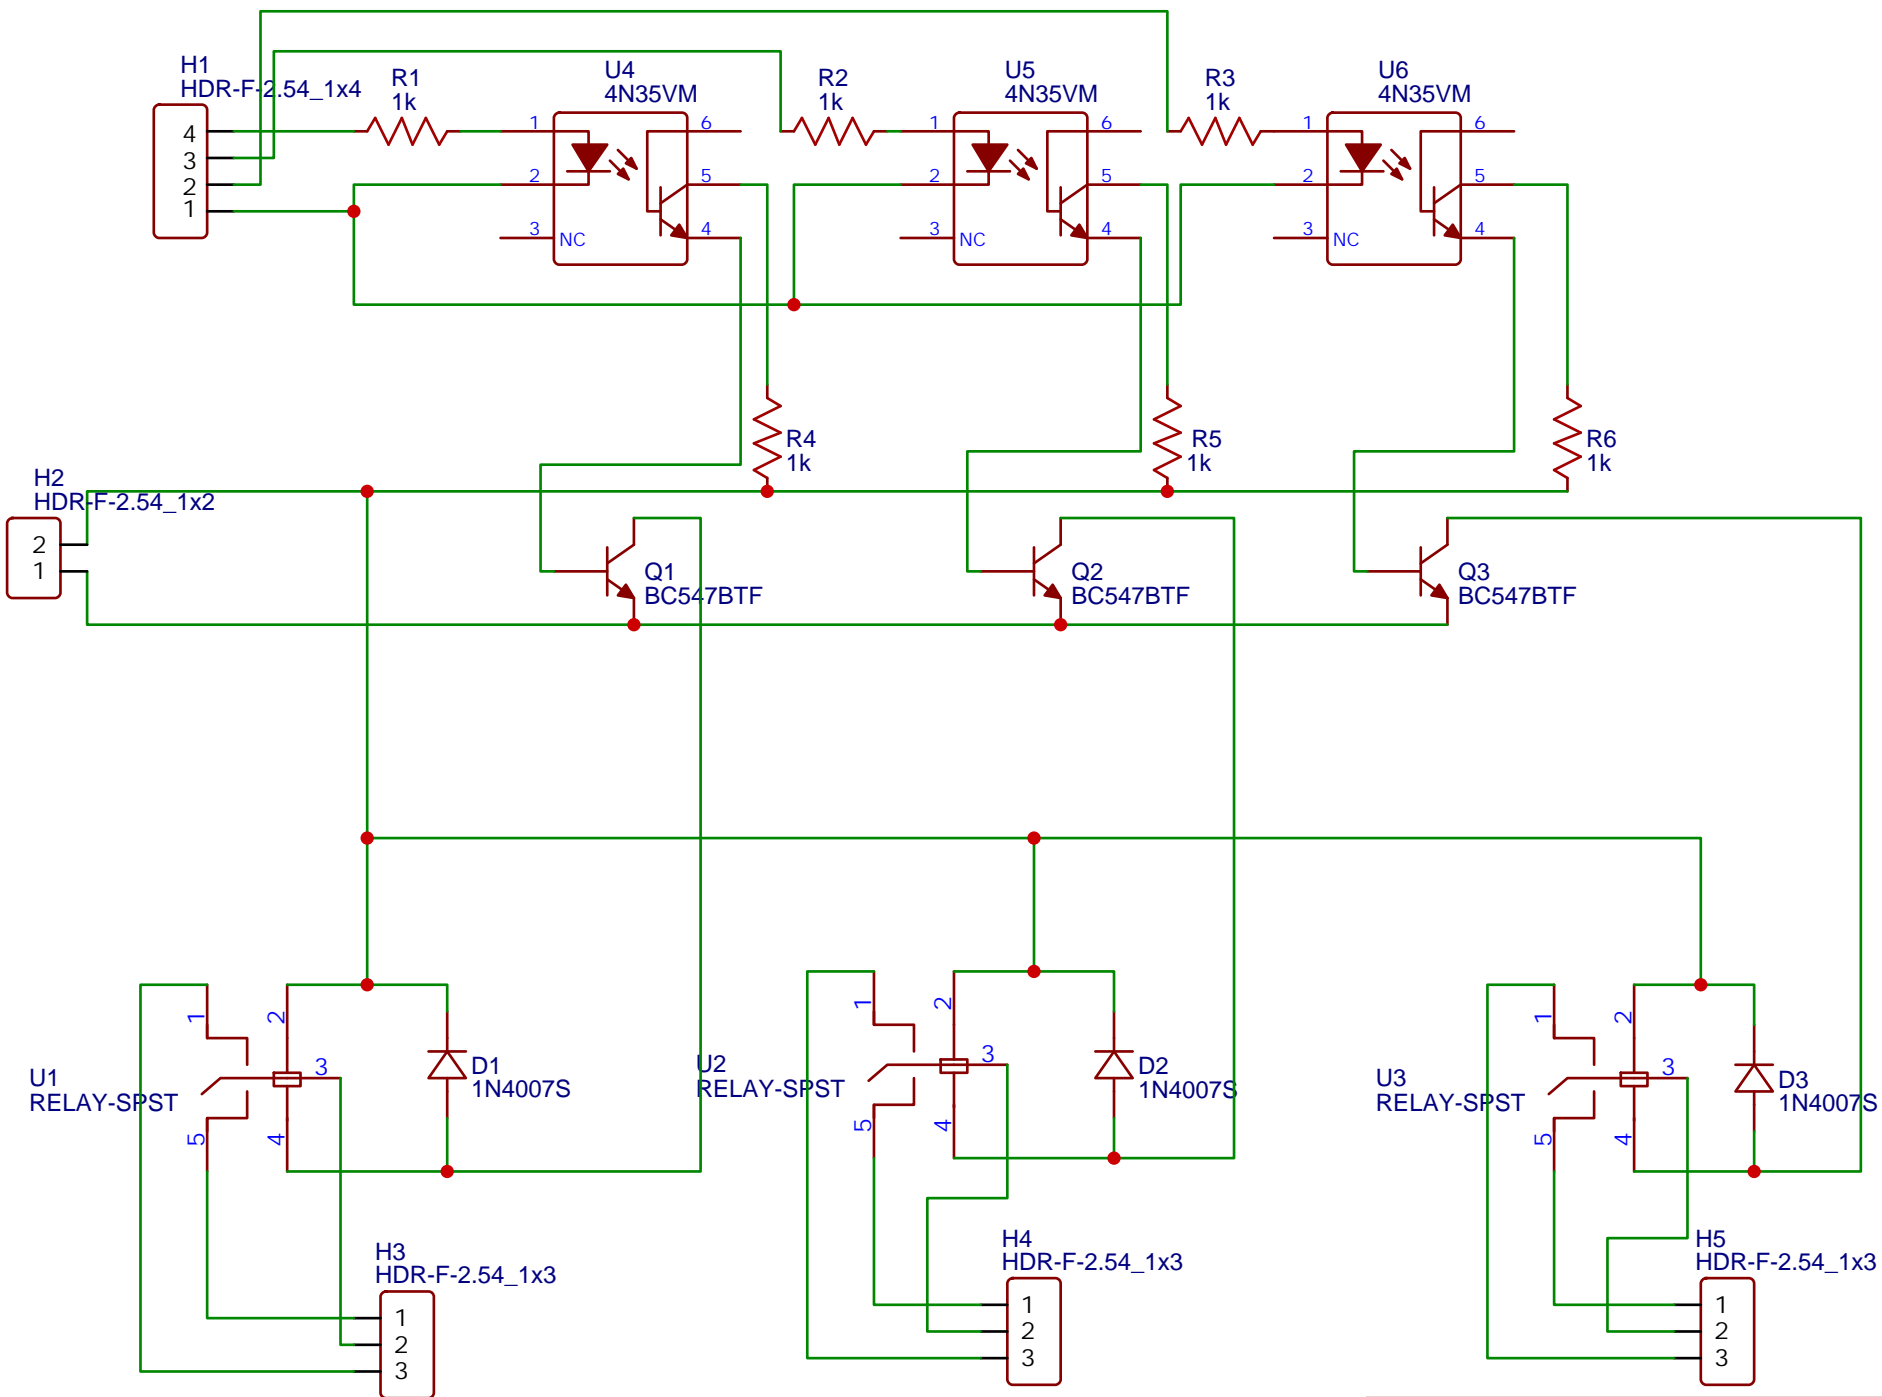 H1
HDR-F-2.54_1x4
4
3
2
1
R1
1k
U4
4N35VM
1
2
3
NC
6
5
4
R2
1k
U5
4N35VM
1
2
3
NC
6
5
4
R3
1k
U6
4N35VM
1
2
3
NC
6
5
4
R4
1k
R5
1k
R6
1k
H2
HDR-F-2.54_1x2
2
1
Q1
BC547BTF
Q2
BC547BTF
Q3
BC547BTF
U1
RELAY-SPST
1
2
3
5
4
D1
1N4007S
U2
RELAY-SPST
1
2
3
5
4
D2
1N4007S
U3
RELAY-SPST
1
2
3
5
4
D3
1N4007S
H3
HDR-F-2.54_1x3
1
2
3
H4
HDR-F-2.54_1x3
1
2
3
H5
HDR-F-2.54_1x3
1
2
3